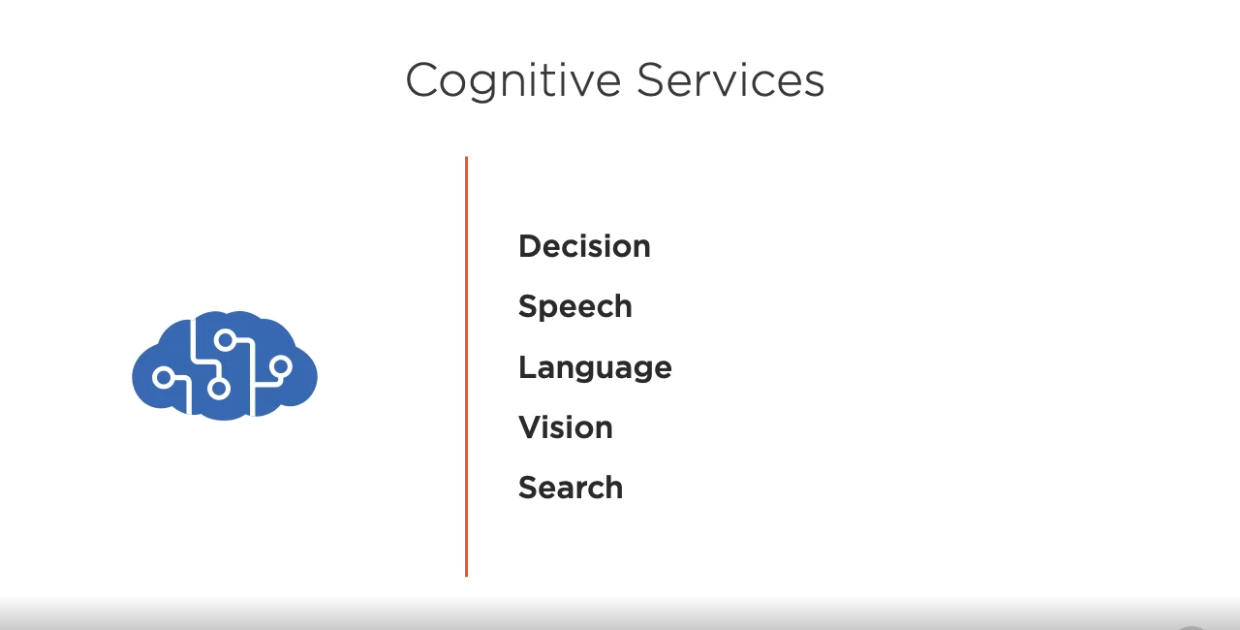 Cognitive Services
Decision
Speech
Language
Vision
Search